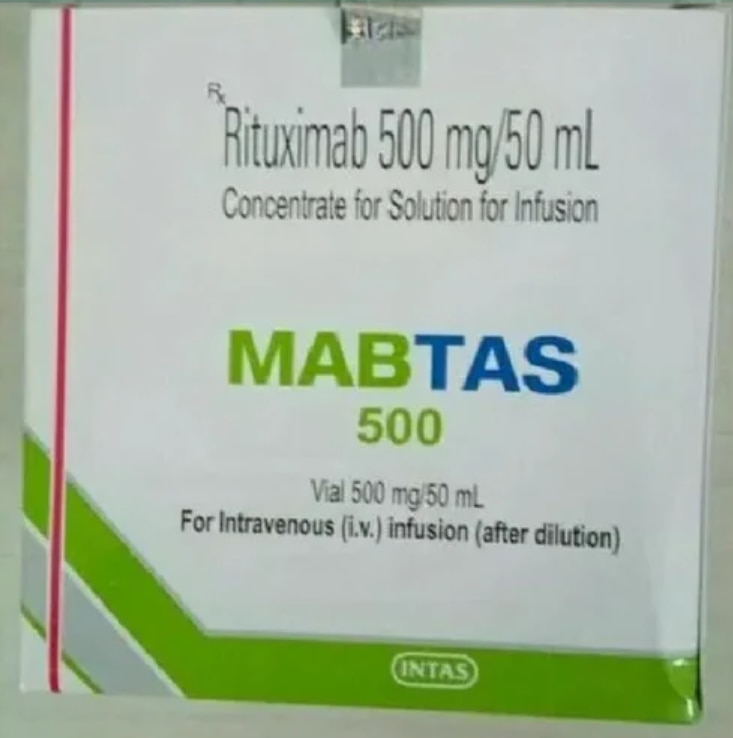 Rx
Rituximab 500 mg/50 mL
Concentrate for Solution for Infusion
MABTAS
500
Vial 500 mg/50 mL
For Intravenous (i.v.) infusion (after dilution)
INTAS